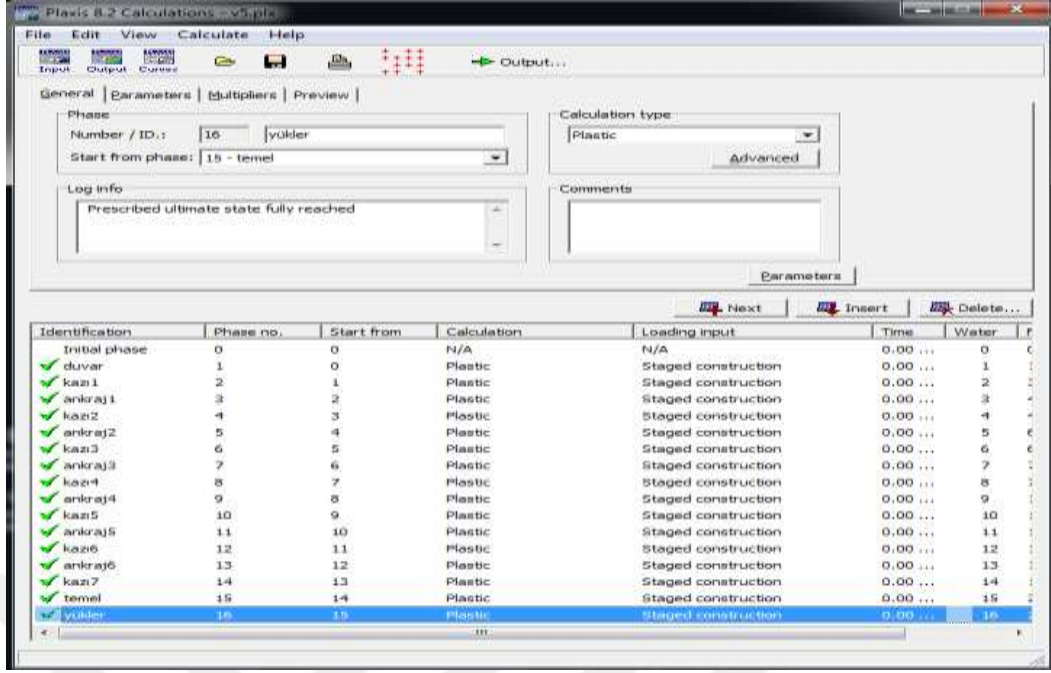 Plaxis 8.2 Calculations - v5.plx
File Edit View Calculate Help
Input Output Curves Output...
General Parameters Multipliers Preview
Phase
Number / ID.: 16 yükler
Start from phase: 15 - temel
Calculation type
Plastic
Advanced
Log info
Prescribed ultimate state fully reached
Comments
Parameters
Next Insert Delete...
Identification Phase no. Start from Calculation Loading input Time Water
Initial phase 0 0 N/A N/A 0.00 ... 0
duvar 1 0 Plastic Staged construction 0.00 ... 1
kazı1 2 1 Plastic Staged construction 0.00 ... 2
ankraj1 3 2 Plastic Staged construction 0.00 ... 3
kazı2 4 3 Plastic Staged construction 0.00 ... 4
ankraj2 5 4 Plastic Staged construction 0.00 ... 5
kazı3 6 5 Plastic Staged construction 0.00 ... 6
ankraj3 7 6 Plastic Staged construction 0.00 ... 7
kazı4 8 7 Plastic Staged construction 0.00 ... 8
ankraj4 9 8 Plastic Staged construction 0.00 ... 9
kazı5 10 9 Plastic Staged construction 0.00 ... 10
ankraj5 11 10 Plastic Staged construction 0.00 ... 11
kazı6 12 11 Plastic Staged construction 0.00 ... 12
ankraj6 13 12 Plastic Staged construction 0.00 ... 13
kazı7 14 13 Plastic Staged construction 0.00 ... 14
temel 15 14 Plastic Staged construction 0.00 ... 15
yükler 16 15 Plastic Staged construction 0.00 ... 16